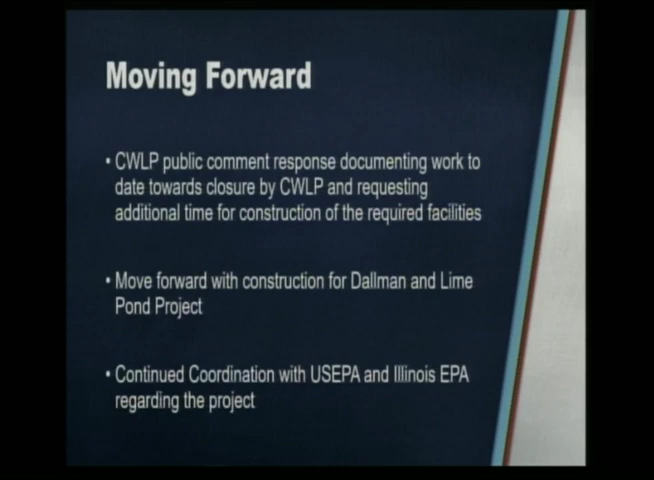 Moving Forward
• CWLP public comment response documenting work to
date towards closure by CWLP and requesting
additional time for construction of the required facilities
• Move forward with construction for Dallman and Lime
Pond Project
• Continued Coordination with USEPA and Illinois EPA
regarding the project